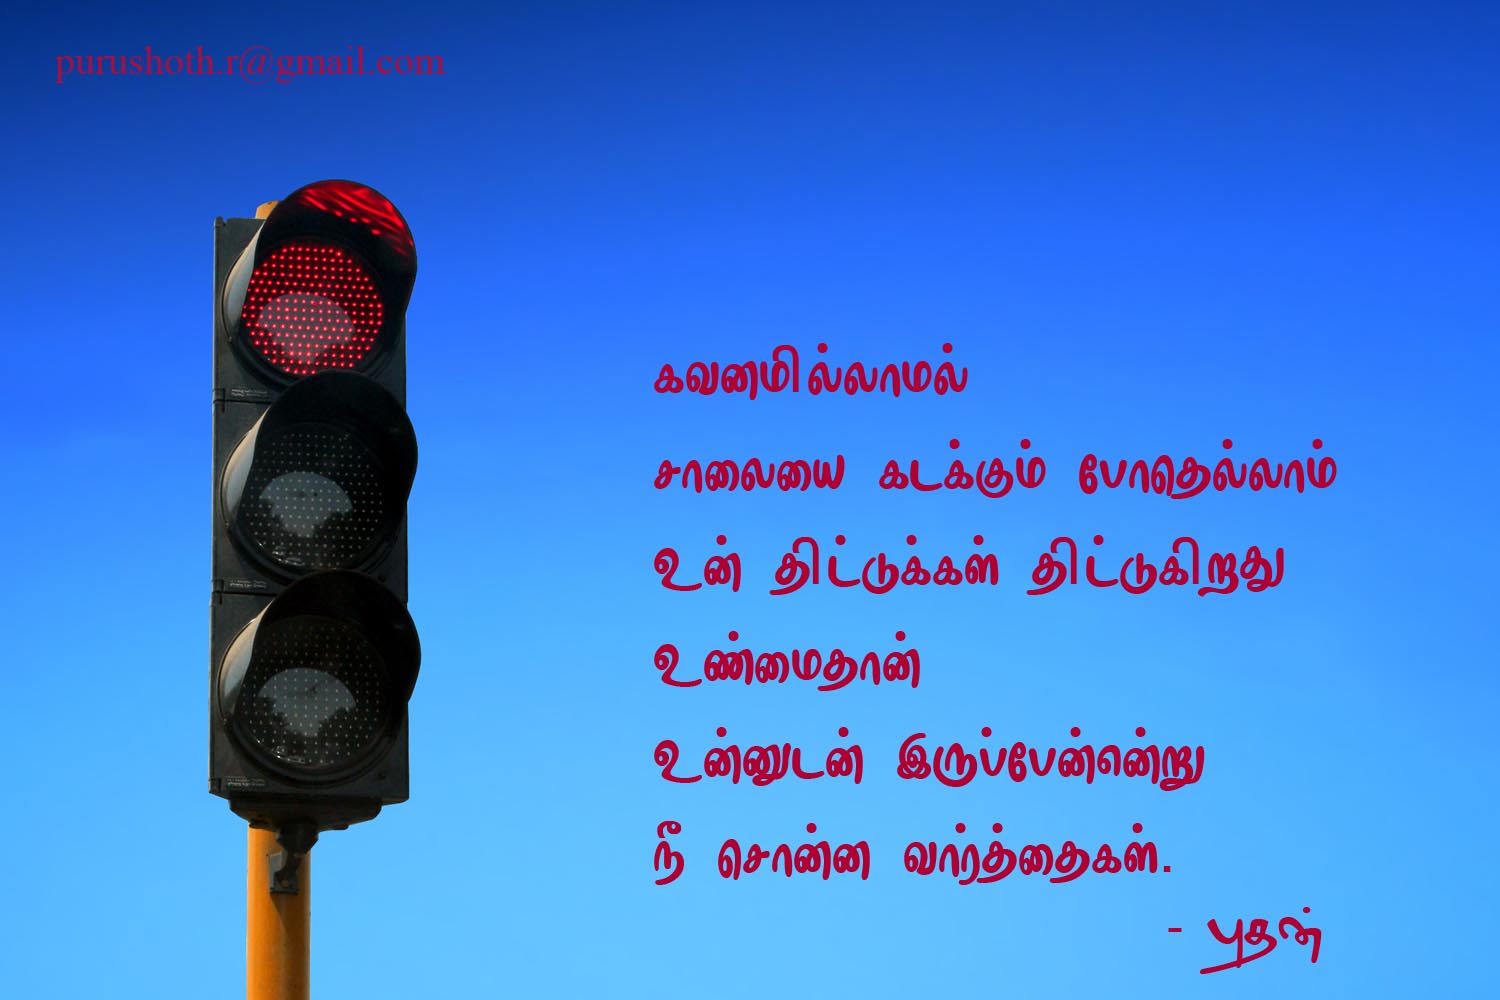 purushoth.r@gmail.com
கவனமில்லாமல்
சாலையை கடக்கும் போதெல்லாம்
உன் திட்டுக்கள் திட்டுகிறது
உண்மைதான்
உன்னுடன் இருப்பேன்னென்று
நீ சொன்ன வார்த்தைகள்.
- புதன்